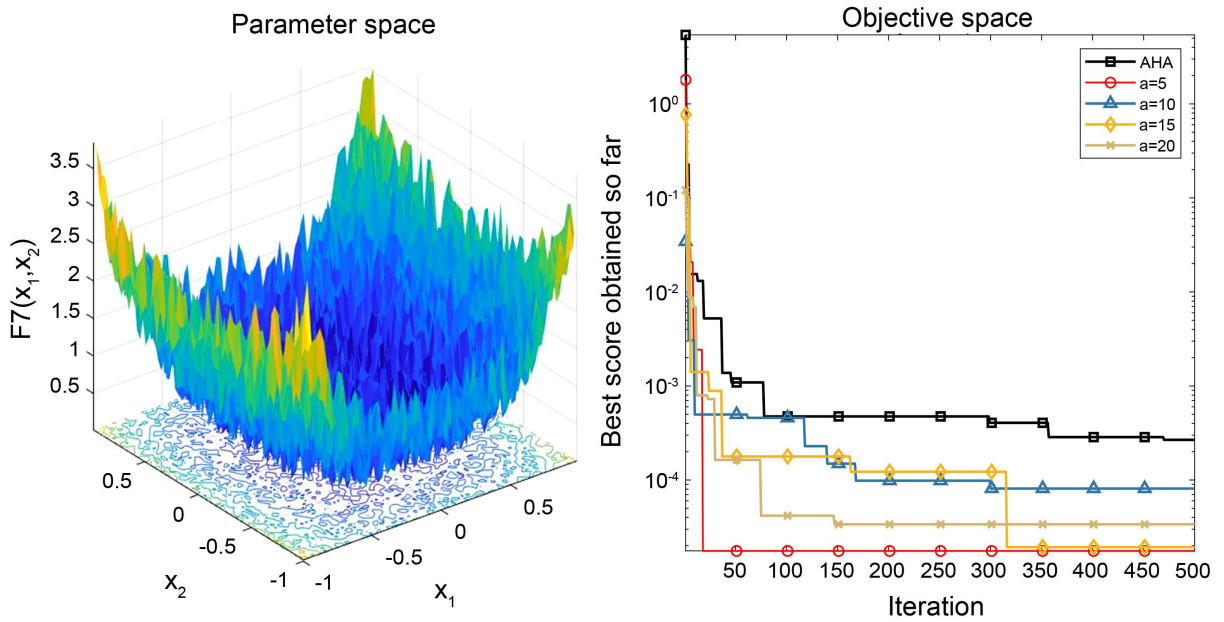 Parameter space
3.5
3
2.5
2
1.5
1
0.5
F7(x1,x2)
0.5
0
-0.5
-1
x2
-1
-0.5
0
0.5
x1
Objective space
10^0
10^-1
10^-2
10^-3
10^-4
Best score obtained so far
AHA
a=5
a=10
a=15
a=20
50 100 150 200 250 300 350 400 450 500
Iteration